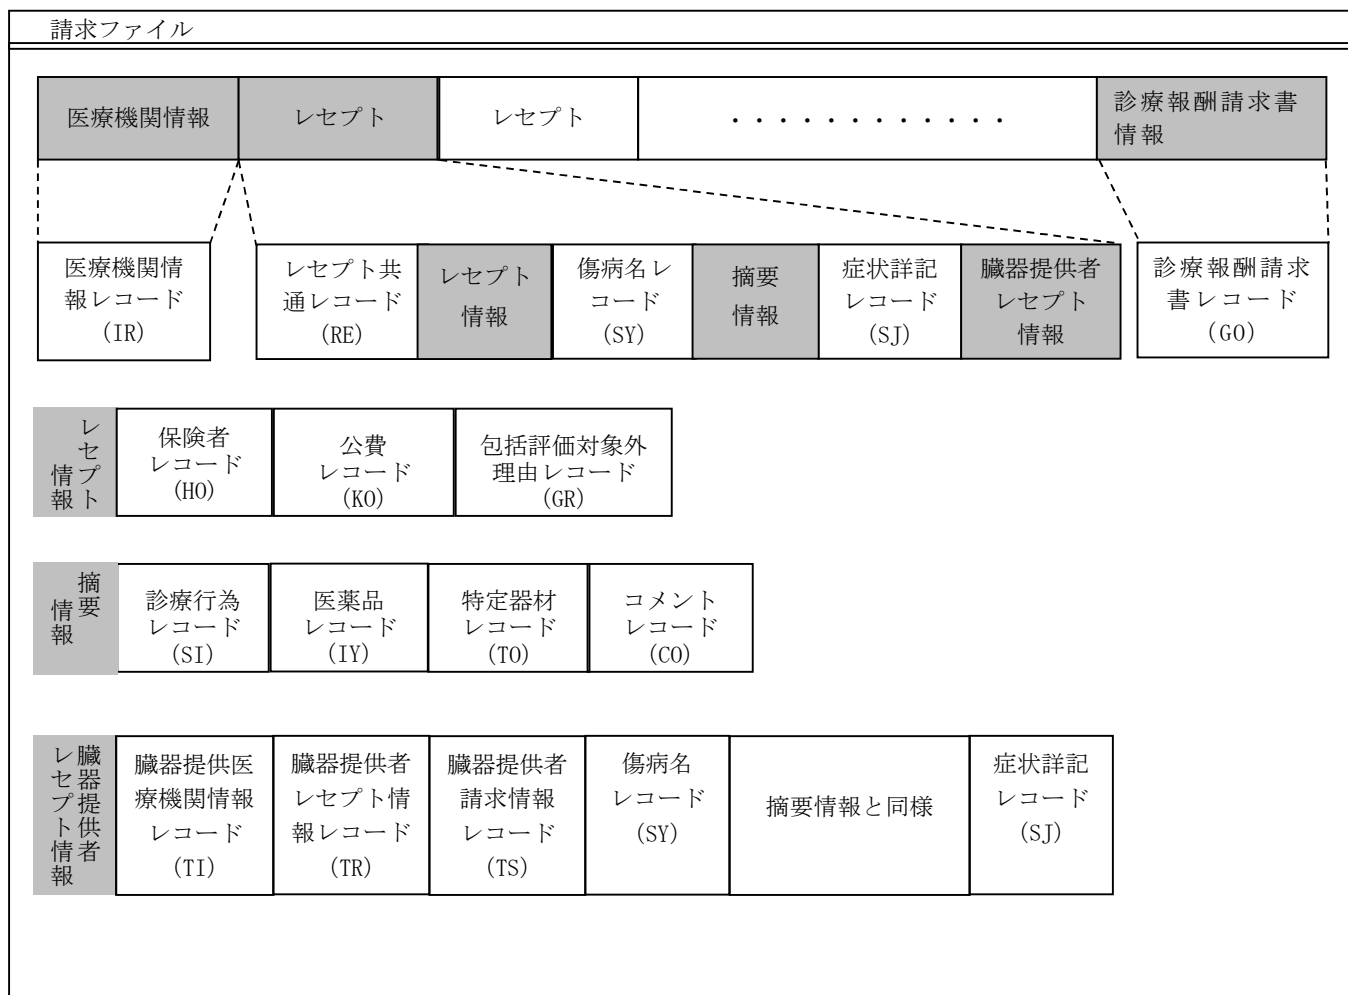 請求ファイル
医療機関情報
レセプト
レセプト
・・・・・・・・・・・・
診療報酬請求書
情報
医療機関情
報レコード
(IR)
レセプト共
通レコード
(RE)
レセプト
情報
傷病名レ
コード
(SY)
摘要
情報
症状詳記
レコード
(SJ)
臓器提供者
レセプト
情報
診療報酬請求
書レコード
(GO)
レセプト
情報
保険者
レコード
(HO)
公費
レコード
(KO)
包括評価対象外
理由レコード
(GR)
摘要
情報
診療行為
レコード
(SI)
医薬品
レコード
(IY)
特定器材
レコード
(TO)
コメント
レコード
(CO)
臓器提供者
レセプト情報
臓器提供医
療機関情報
レコード
(TI)
臓器提供者
レセプト情
報レコード
(TR)
臓器提供者
請求情報
レコード
(TS)
傷病名
レコード
(SY)
摘要情報と同様
症状詳記
レコード
(SJ)